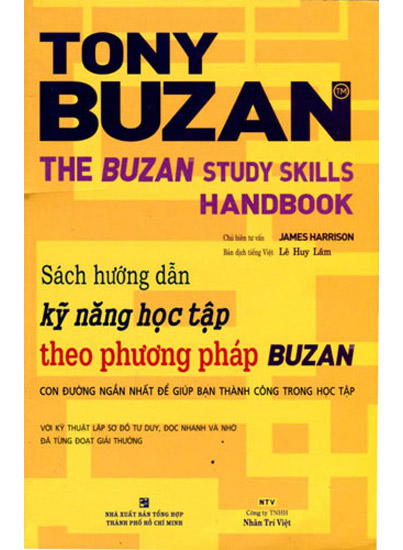 TONY
BUZAN™
THE BUZAN STUDY SKILLS
HANDBOOK
Chủ biên tư vấn JAMES HARRISON
Bản dịch tiếng Việt Lê Huy Lâm
Sách hướng dẫn
kỹ năng học tập
theo phương pháp BUZAN
CON ĐƯỜNG NGẮN NHẤT ĐỂ GIÚP BẠN THÀNH CÔNG TRONG HỌC TẬP
VỚI KỸ THUẬT LẬP SƠ ĐỒ TƯ DUY, ĐỌC NHANH VÀ NHỚ
ĐÃ TỪNG ĐOẠT GIẢI THƯỞNG
NHÀ XUẤT BẢN TỔNG HỢP
THÀNH PHỐ HỒ CHÍ MINH
NTV
Công ty TNHH
Nhân Trí Việt